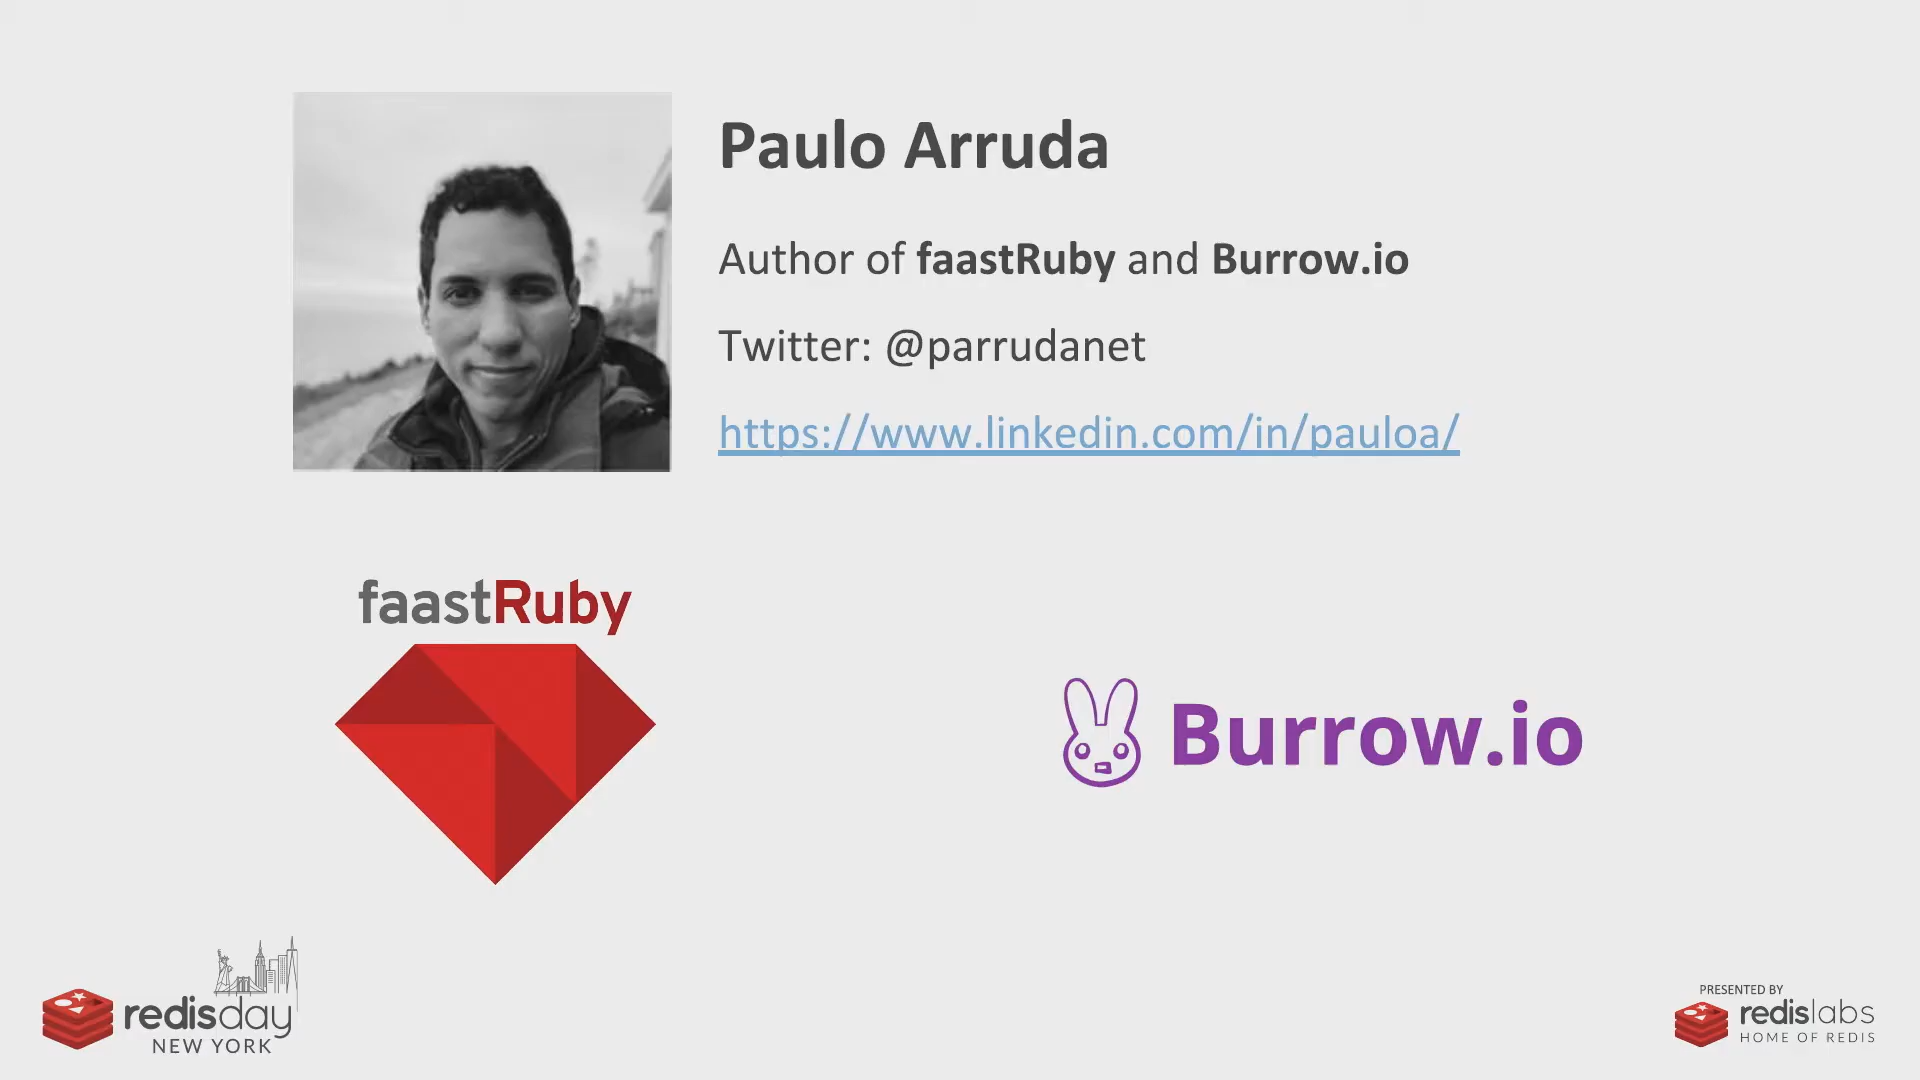 Paulo Arruda
Author of faastRuby and Burrow.io
Twitter: @parrudanet
https://www.linkedin.com/in/pauloa/
faastRuby
Burrow.io
redisday
NEW YORK
PRESENTED BY
redislabs
HOME OF REDIS